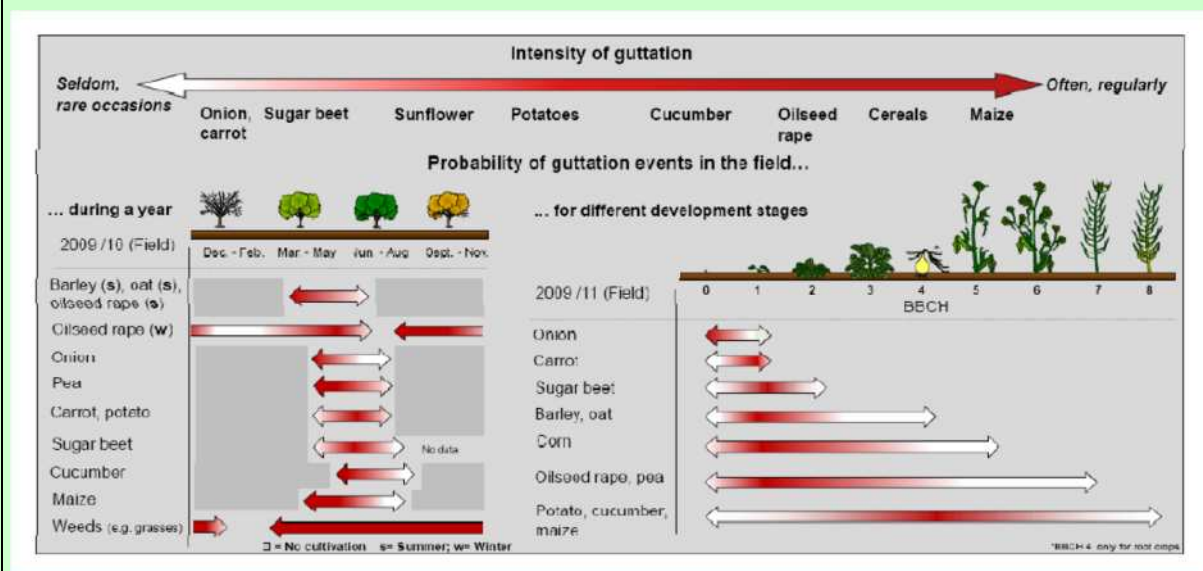 Intensity of guttation
Seldom,
rare occasions
Often, regularly
Onion,
carrot
Sugar beet
Sunflower
Potatoes
Cucumber
Oilseed
rape
Cereals
Maize
Probability of guttation events in the field...
... during a year
2009 /10 (Field)
Dec. - Feb. Mar. - May Jun. - Aug Sept. - Nov.
Barley (s), oat (s),
oilseed rape (s)
Oilseed rape (w)
Onion
Pea
Carrot, potato
Sugar beet
No data
Cucumber
Maize
Weeds (e.g. grasses)
= No cultivation s= Summer; w= Winter
... for different development stages
2009 /11 (Field)
0 1 2 3 4 5 6 7 8
BBCH
Onion
Carrot
Sugar beet
Barley, oat
Corn
Oilseed rape, pea
Potato, cucumber,
maize
*BBCH 4 only for root crops